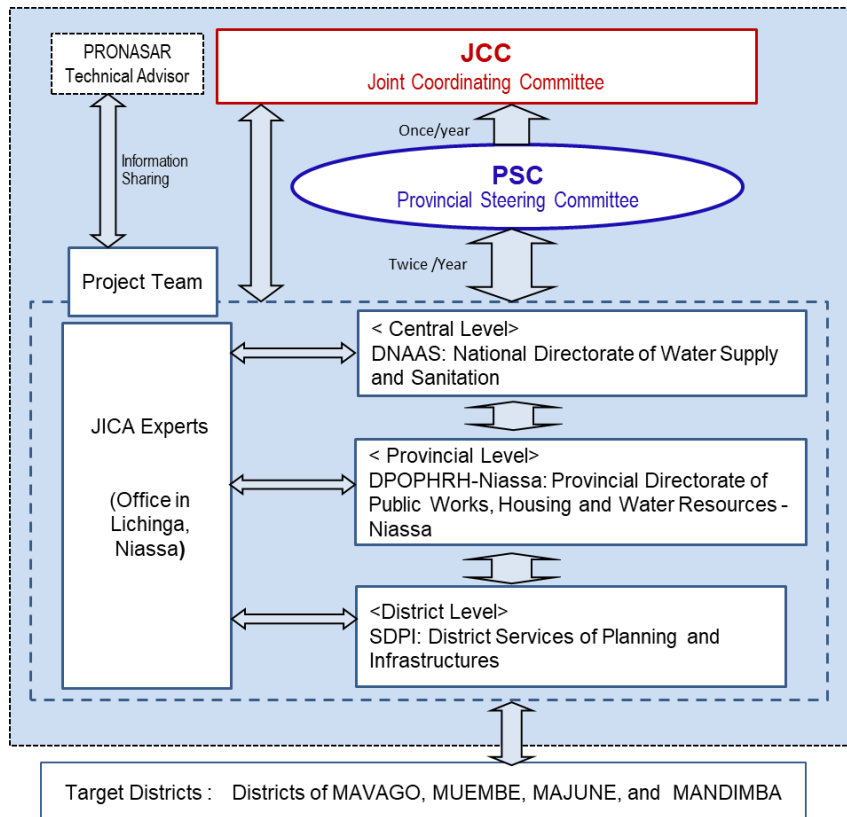 PRONASAR
Technical Advisor
JCC
Joint Coordinating Committee
Once/year
Information
Sharing
PSC
Provincial Steering Committee
Twice /Year
Project Team
< Central Level>
DNAAS: National Directorate of Water Supply
and Sanitation
JICA Experts
(Office in
Lichinga,
Niassa)
< Provincial Level>
DPOPHRH-Niassa: Provincial Directorate of
Public Works, Housing and Water Resources -
Niassa
<District Level>
SDPI: District Services of Planning and
Infrastructures
Target Districts : Districts of MAVAGO, MUEMBE, MAJUNE, and MANDIMBA